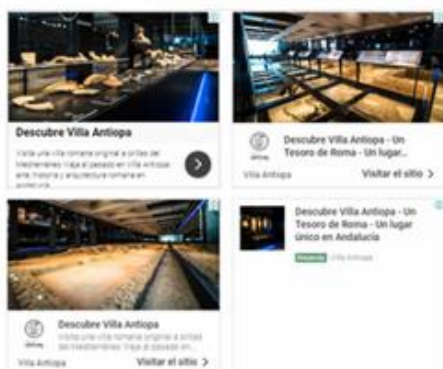 Descubre Villa Antiopa
Visita una villa romana original a orillas del
Mediterráneo Viaje al pasado en Villa Antiopa
arte, historia y arquitectura romana en
andalucía
Descubre Villa Antiopa - Un
Tesoro de Roma - Un lugar...
Villa Antiopa
Visitar el sitio
Descubre Villa Antiopa
Visita una villa romana original a orillas
del Mediterráneo Viaje al pasado en...
Villa Antiopa
Visitar el sitio
Descubre Villa Antiopa - Un
Tesoro de Roma - Un lugar
único en Andalucía
Villa Antiopa